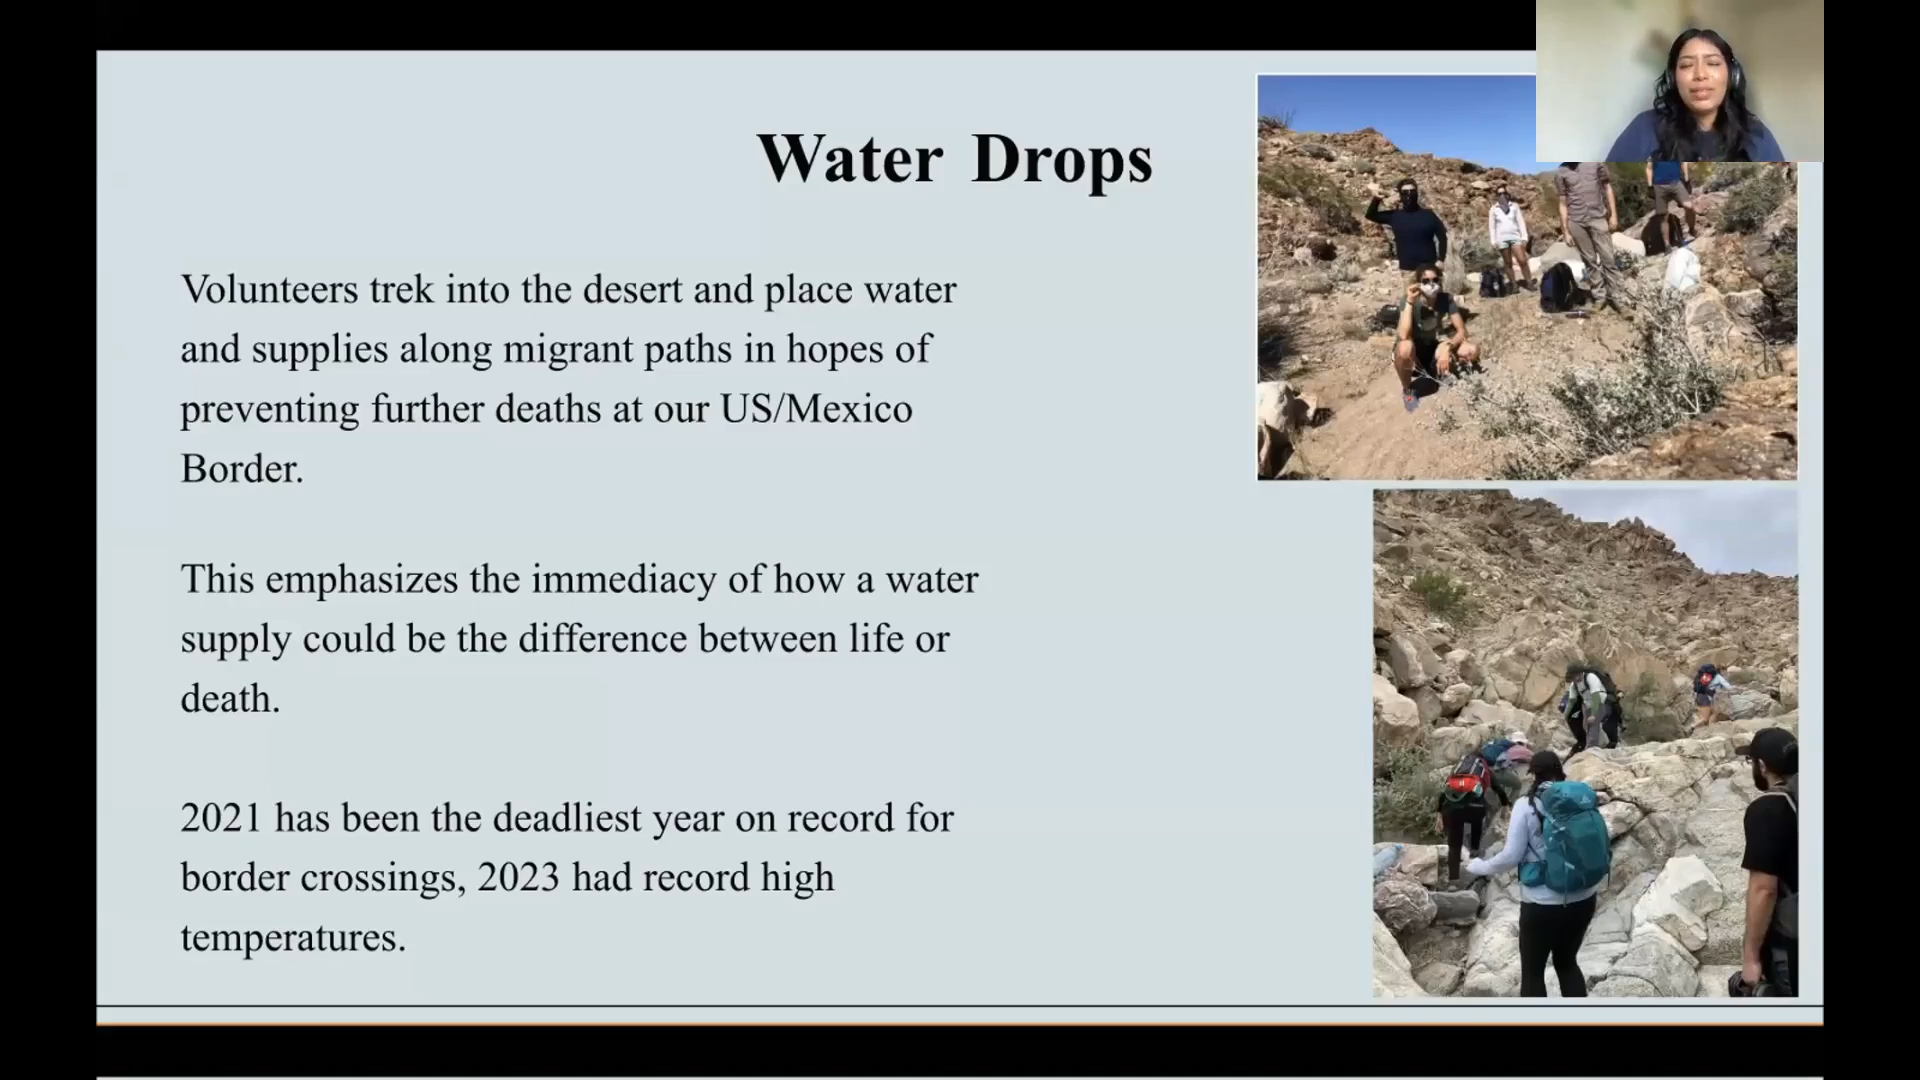 Water Drops
Volunteers trek into the desert and place water
and supplies along migrant paths in hopes of
preventing further deaths at our US/Mexico
Border.
This emphasizes the immediacy of how a water
supply could be the difference between life or
death.
2021 has been the deadliest year on record for
border crossings, 2023 had record high
temperatures.